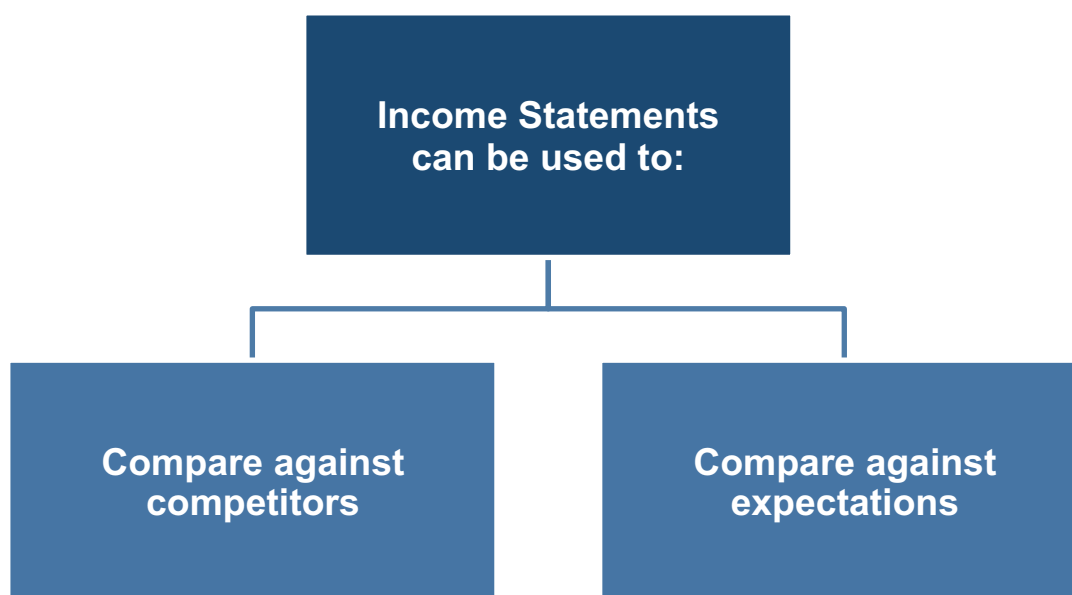 Income Statements
can be used to:
Compare against
competitors
Compare against
expectations